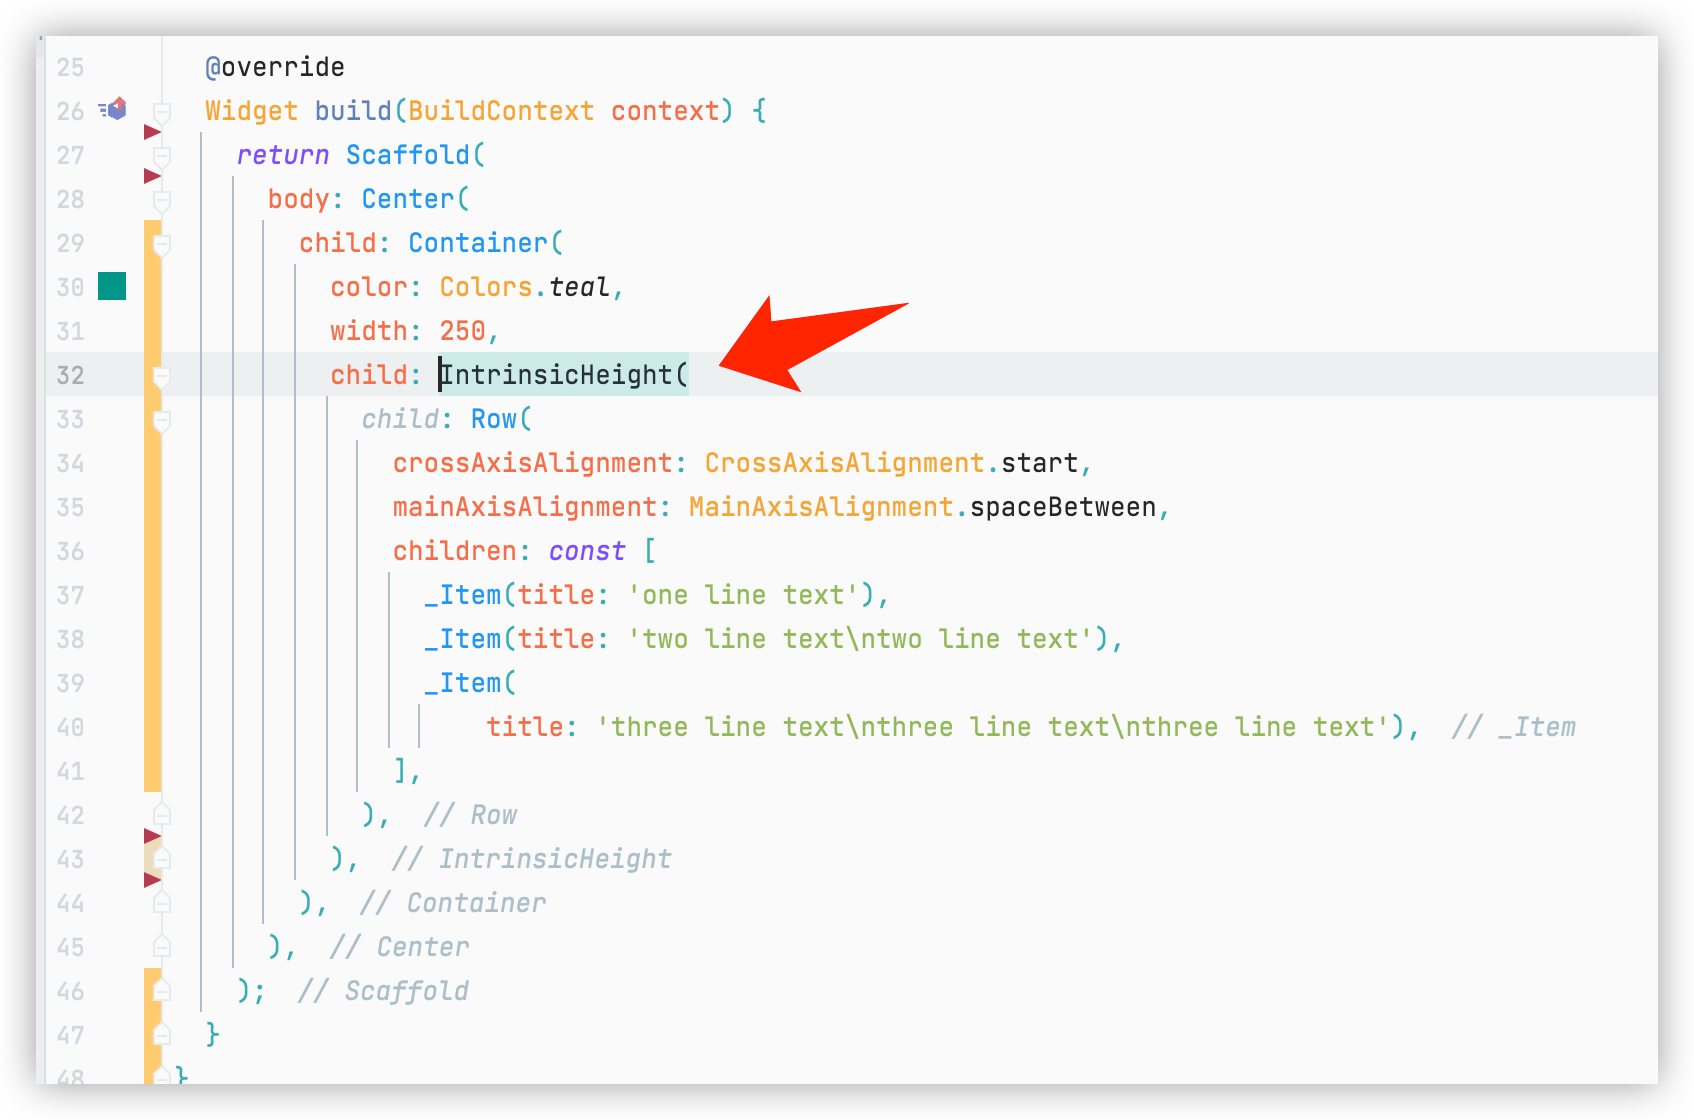 25 @override
26 Widget build(BuildContext context) {
27 return Scaffold(
28 body: Center(
29 child: Container(
30 color: Colors.teal,
31 width: 250,
32 child: IntrinsicHeight(
33 child: Row(
34 crossAxisAlignment: CrossAxisAlignment.start,
35 mainAxisAlignment: MainAxisAlignment.spaceBetween,
36 children: const [
37 _Item(title: 'one line text'),
38 _Item(title: 'two line text\ntwo line text'),
39 _Item(
40 title: 'three line text\nthree line text\nthree line text'), // _Item
41 ],
42 ), // Row
43 ), // IntrinsicHeight
44 ), // Container
45 ), // Center
46 ); // Scaffold
47 }
48 }